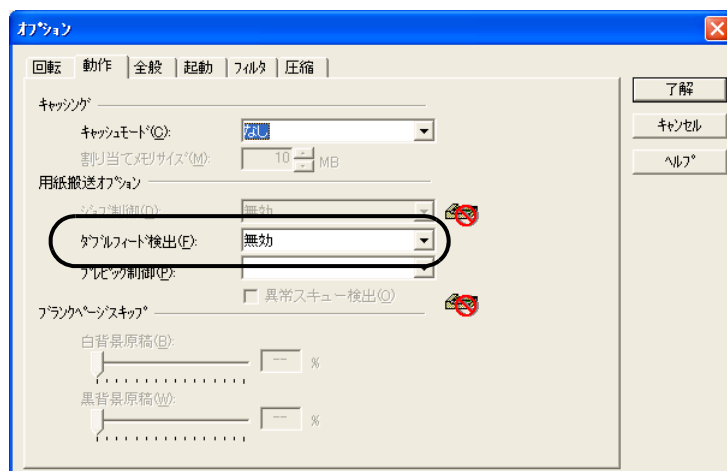 オプション
回転 動作 全般 起動 フィルタ 圧縮
了解
キャンセル
ヘルプ
キャッシング
キャッシュモード(C): なし
割り当てメモリサイズ(M): 10 MB
用紙搬送オプション
ジョブ制御(D): 無効
ダブルフィード検出(F): 無効
プレピック制御(P):
異常スキュー検出(O)
ブランクページスキップ
白背景原稿(B):
-- %
黒背景原稿(W):
-- %